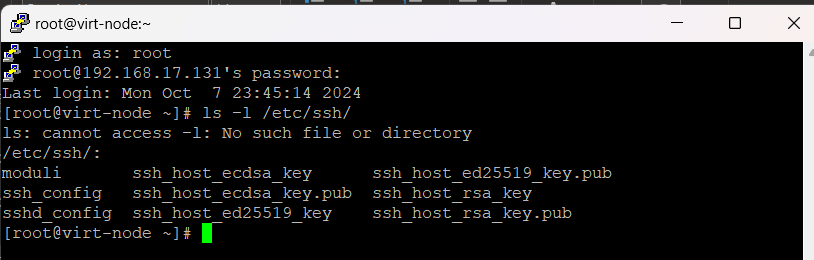 root@virt-node:~
login as: root
root@192.168.17.131's password:
Last login: Mon Oct  7 23:45:14 2024
[root@virt-node ~]# ls –l /etc/ssh/
ls: cannot access –l: No such file or directory
/etc/ssh/:
moduli       ssh_host_ecdsa_key      ssh_host_ed25519_key.pub
ssh_config   ssh_host_ecdsa_key.pub  ssh_host_rsa_key
sshd_config  ssh_host_ed25519_key    ssh_host_rsa_key.pub
[root@virt-node ~]#